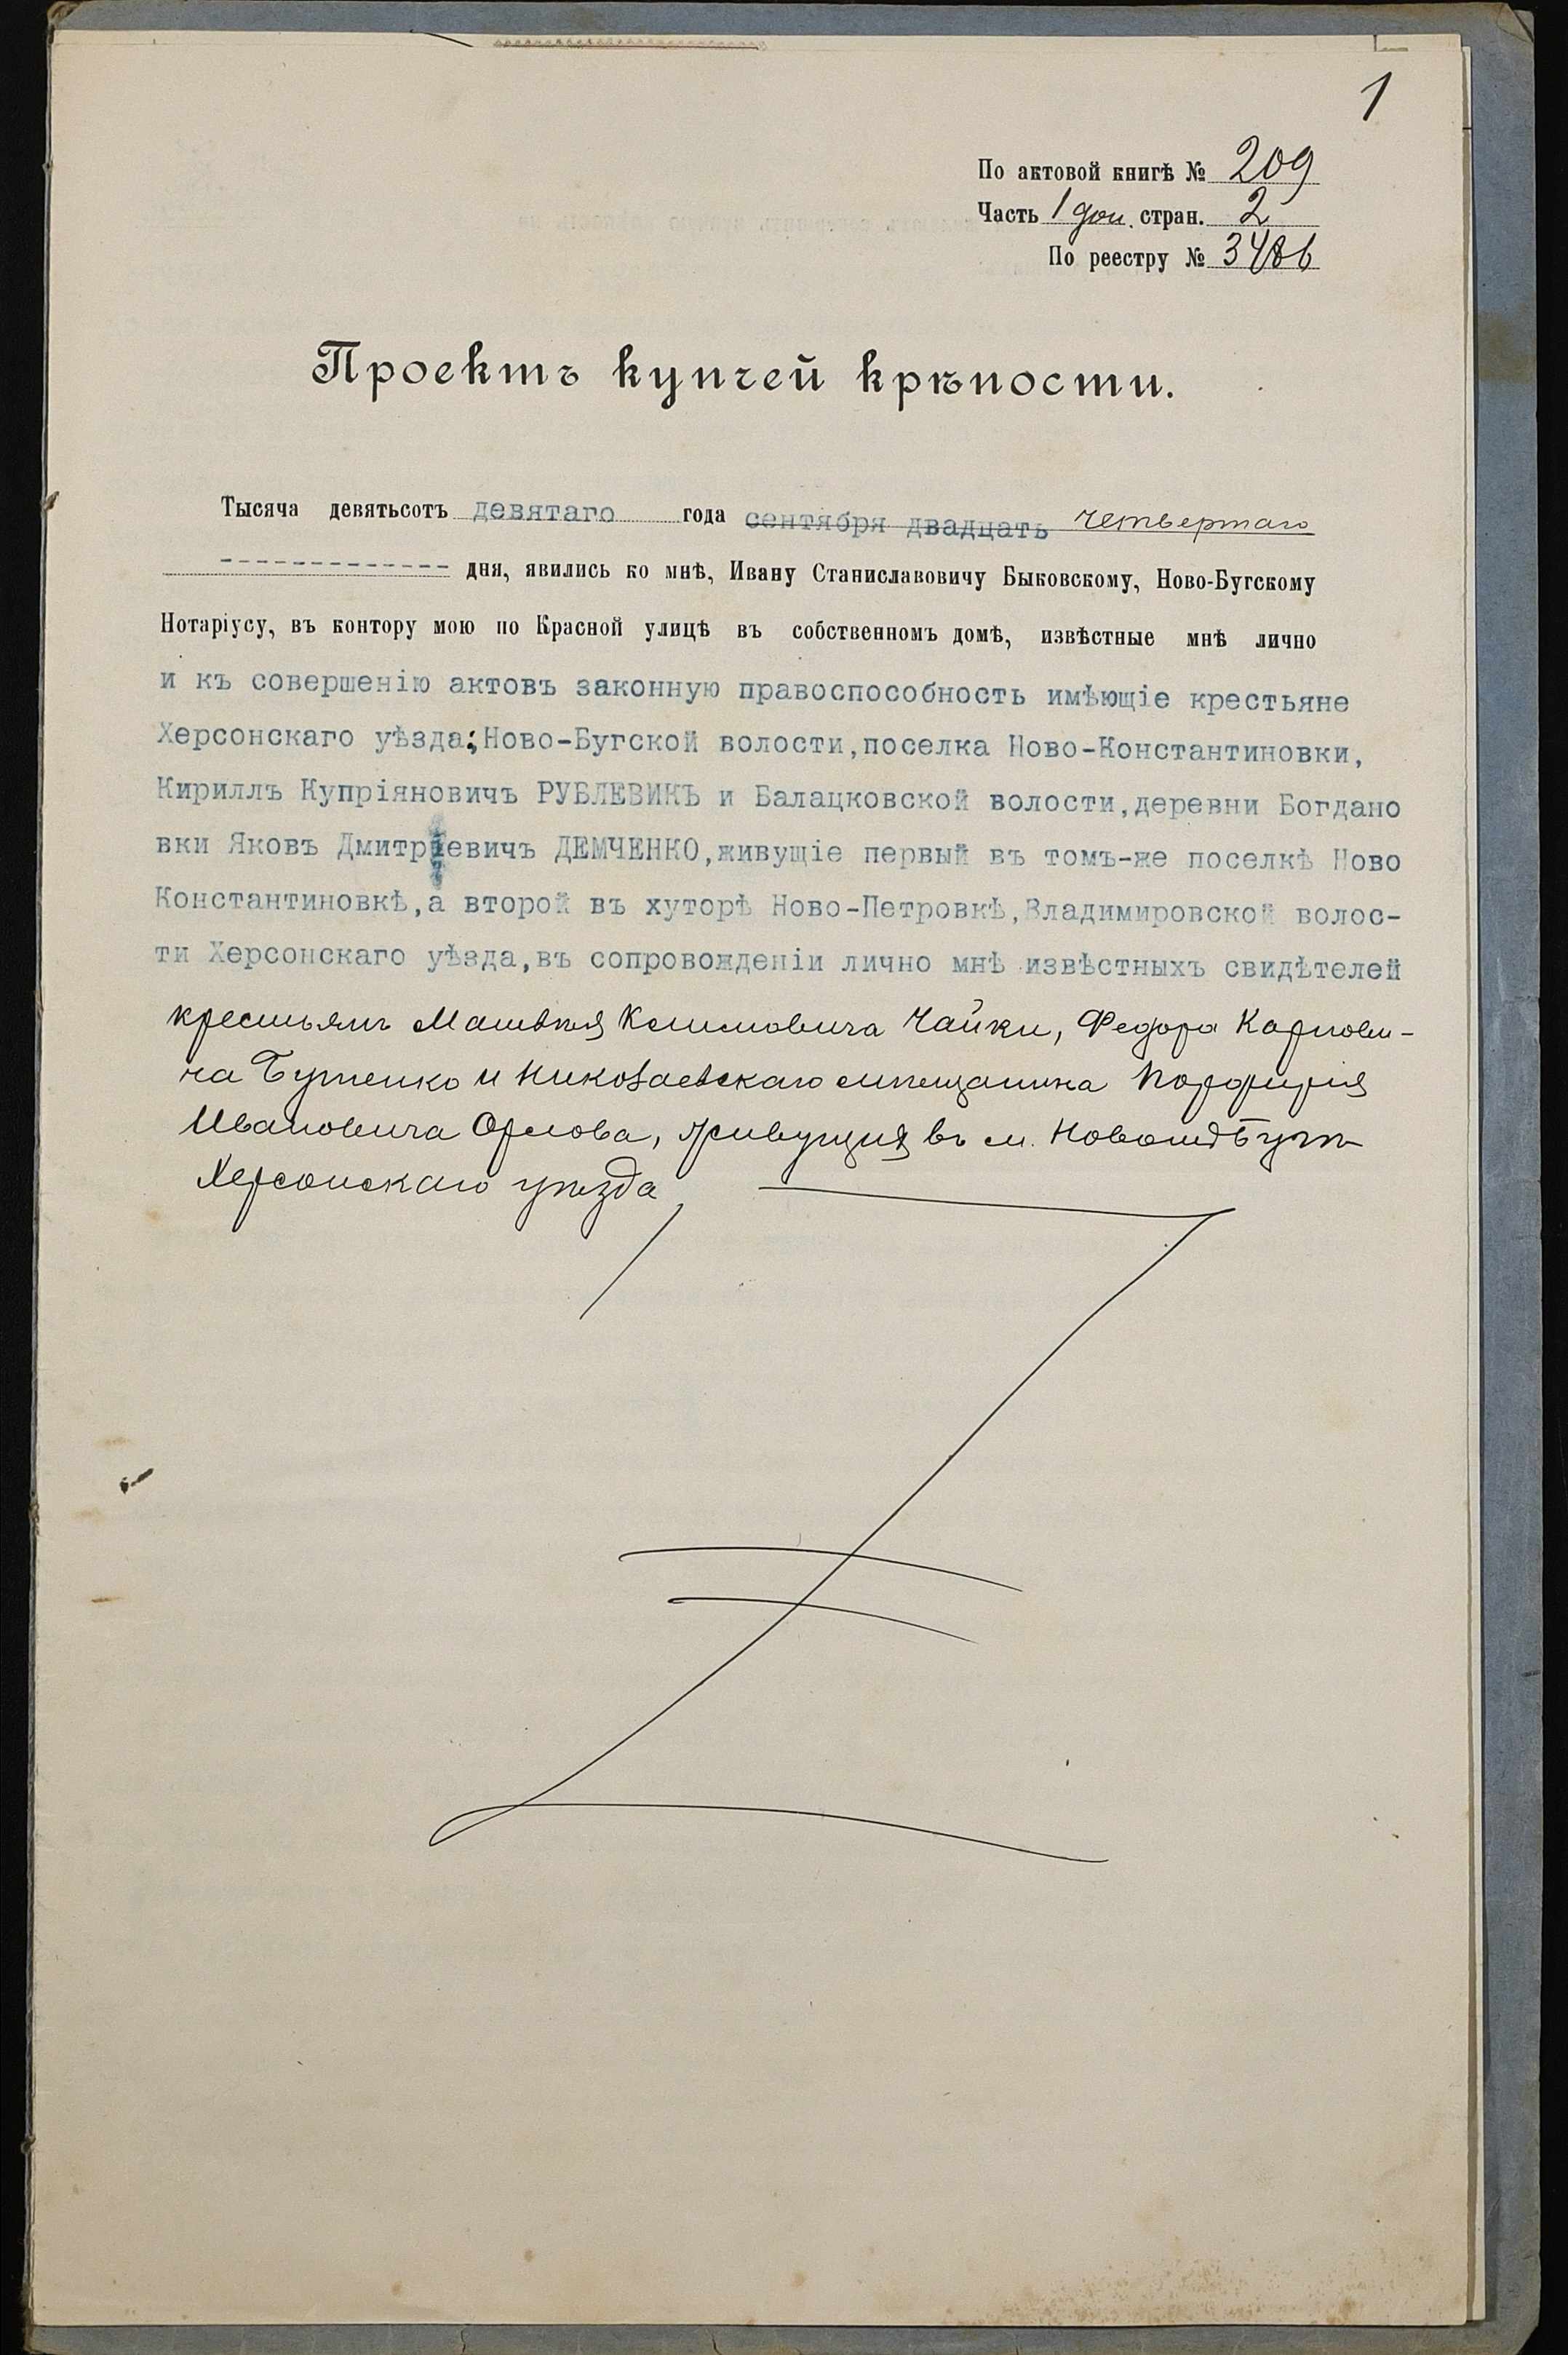 1
По актовой книгѣ № 209
Часть 1 доп. стран. 2
По реестру № 3486
Проектъ купчей крѣпости.
Тысяча девятьсотъ девятаго года сентября двадцать четвертаго
-------------- дня, явились ко мнѣ, Ивану Станиславовичу Быковскому, Ново-Бугскому
Нотаріусу, въ контору мою по Красной улицѣ въ собственномъ домѣ, извѣстные мнѣ лично
и къ совершенію актовъ законную правоспособность имѣющіе крестьяне
Херсонскаго уѣзда; Ново-Бугской волости, поселка Ново-Константиновки,
Кириллъ Купріяновичъ РУБЛЕВИКЪ и Балацковской волости, деревни Богдано
вки Яковъ Дмитріевичъ ДЕМЧЕНКО, живущіе первый въ томъ-же поселкѣ Ново
Константиновкѣ, а второй въ хуторѣ Ново-Петровкѣ, Владимировской волос-
ти Херсонскаго уѣзда, въ сопровожденіи лично мнѣ извѣстныхъ свидѣтелей
крестьянъ Матвѣя Климовича Чайки, Федора Карпови-
ча Бутенко и Николаевскаго мѣщанина Порфирія
Ивановича Орлова, живущія въ м. Новомъ Бугѣ
Херсонскаго уѣзда